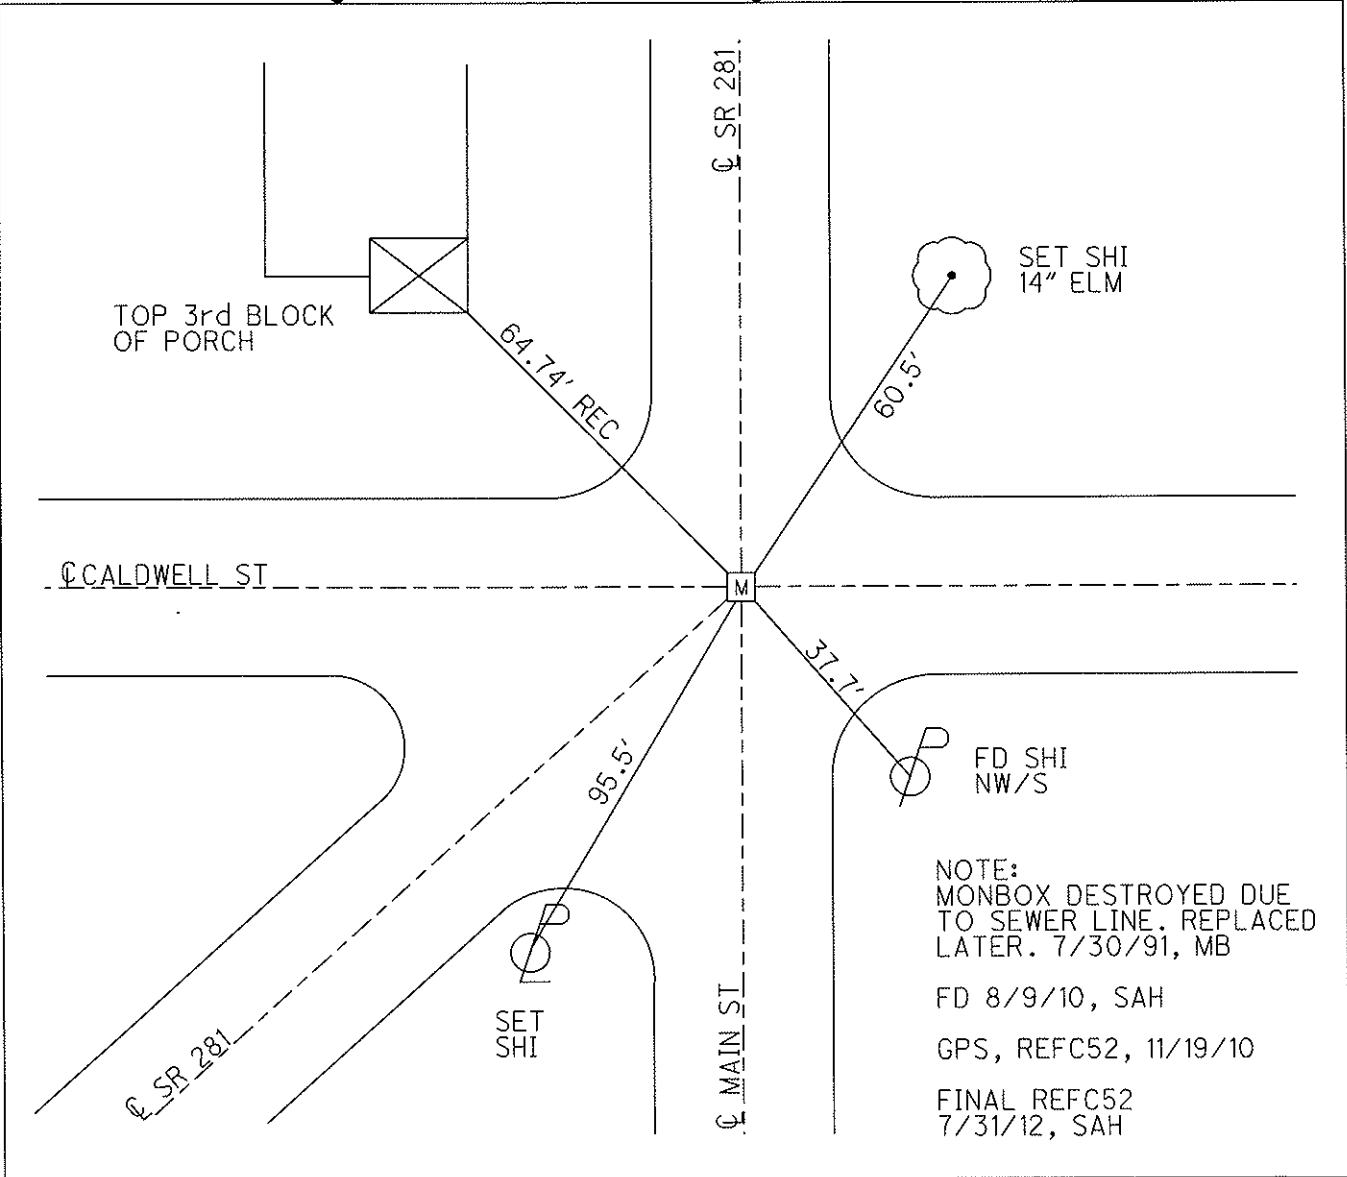 ℄ SR 281
SET SHI
14" ELM
TOP 3rd BLOCK
OF PORCH
64.74' REC
60.5'
℄ CALDWELL ST
M
37.7'
95.5'
FD SHI
NW/S
SET
SHI
℄ SR 281
℄ MAIN ST
NOTE:
MONBOX DESTROYED DUE
TO SEWER LINE. REPLACED
LATER. 7/30/91, MB
FD 8/9/10, SAH
GPS, REFC52, 11/19/10
FINAL REFC52
7/31/12, SAH